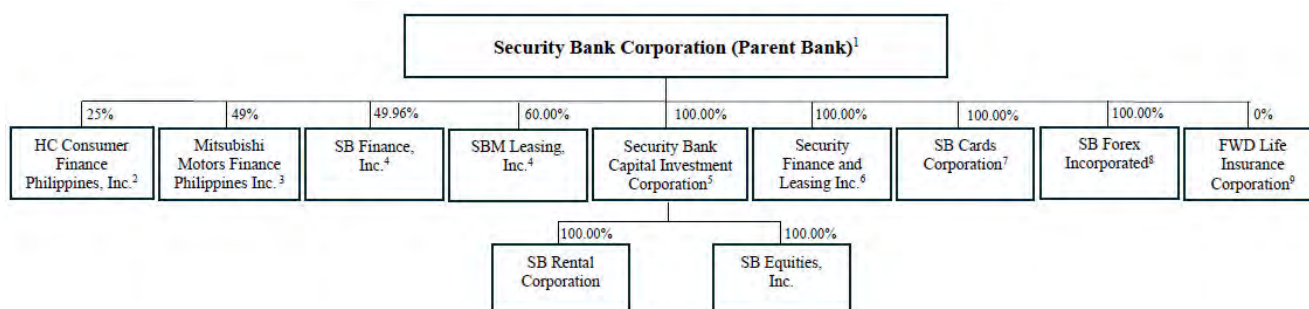 Security Bank Corporation (Parent Bank)1
25%
49%
49.96%
60.00%
100.00%
100.00%
100.00%
100.00%
0%
HC Consumer
Finance
Philippines, Inc.2
Mitsubishi
Motors Finance
Philippines Inc.3
SB Finance,
Inc.4
SBM Leasing,
Inc.4
Security Bank
Capital Investment
Corporation5
Security
Finance and
Leasing Inc.6
SB Cards
Corporation7
SB Forex
Incorporated8
FWD Life
Insurance
Corporation9
100.00%
100.00%
SB Rental
Corporation
SB Equities,
Inc.